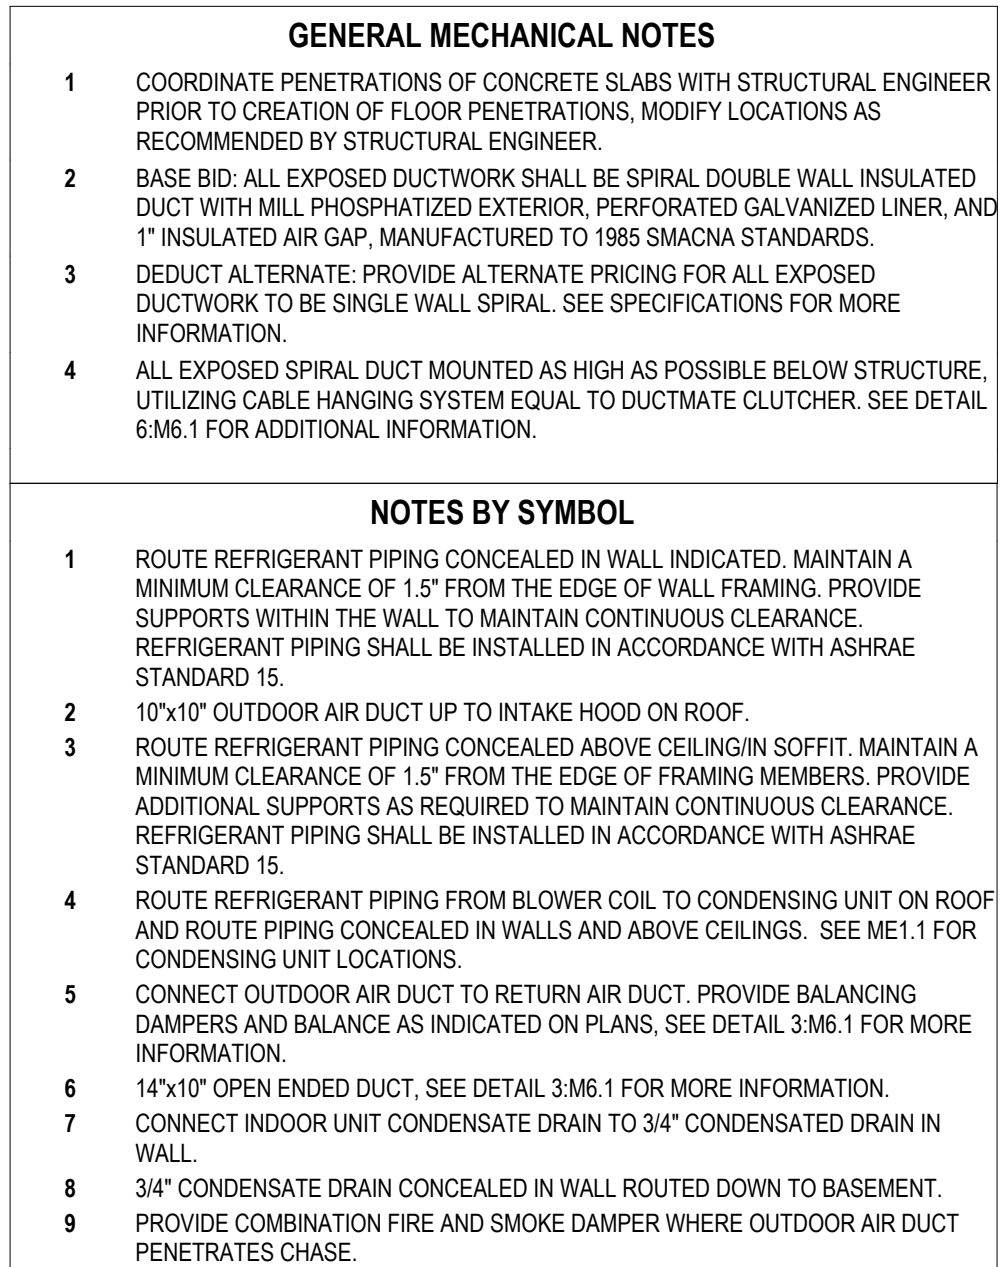 GENERAL MECHANICAL NOTES
1 COORDINATE PENETRATIONS OF CONCRETE SLABS WITH STRUCTURAL ENGINEER
PRIOR TO CREATION OF FLOOR PENETRATIONS, MODIFY LOCATIONS AS
RECOMMENDED BY STRUCTURAL ENGINEER.
2 BASE BID: ALL EXPOSED DUCTWORK SHALL BE SPIRAL DOUBLE WALL INSULATED
DUCT WITH MILL PHOSPHATIZED EXTERIOR, PERFORATED GALVANIZED LINER, AND
1" INSULATED AIR GAP, MANUFACTURED TO 1985 SMACNA STANDARDS.
3 DEDUCT ALTERNATE: PROVIDE ALTERNATE PRICING FOR ALL EXPOSED
DUCTWORK TO BE SINGLE WALL SPIRAL. SEE SPECIFICATIONS FOR MORE
INFORMATION.
4 ALL EXPOSED SPIRAL DUCT MOUNTED AS HIGH AS POSSIBLE BELOW STRUCTURE,
UTILIZING CABLE HANGING SYSTEM EQUAL TO DUCTMATE CLUTCHER. SEE DETAIL
6:M6.1 FOR ADDITIONAL INFORMATION.
NOTES BY SYMBOL
1 ROUTE REFRIGERANT PIPING CONCEALED IN WALL INDICATED. MAINTAIN A
MINIMUM CLEARANCE OF 1.5" FROM THE EDGE OF WALL FRAMING. PROVIDE
SUPPORTS WITHIN THE WALL TO MAINTAIN CONTINUOUS CLEARANCE.
REFRIGERANT PIPING SHALL BE INSTALLED IN ACCORDANCE WITH ASHRAE
STANDARD 15.
2 10"x10" OUTDOOR AIR DUCT UP TO INTAKE HOOD ON ROOF.
3 ROUTE REFRIGERANT PIPING CONCEALED ABOVE CEILING/IN SOFFIT. MAINTAIN A
MINIMUM CLEARANCE OF 1.5" FROM THE EDGE OF FRAMING MEMBERS. PROVIDE
ADDITIONAL SUPPORTS AS REQUIRED TO MAINTAIN CONTINUOUS CLEARANCE.
REFRIGERANT PIPING SHALL BE INSTALLED IN ACCORDANCE WITH ASHRAE
STANDARD 15.
4 ROUTE REFRIGERANT PIPING FROM BLOWER COIL TO CONDENSING UNIT ON ROOF
AND ROUTE PIPING CONCEALED IN WALLS AND ABOVE CEILINGS. SEE ME1.1 FOR
CONDENSING UNIT LOCATIONS.
5 CONNECT OUTDOOR AIR DUCT TO RETURN AIR DUCT. PROVIDE BALANCING
DAMPERS AND BALANCE AS INDICATED ON PLANS, SEE DETAIL 3:M6.1 FOR MORE
INFORMATION.
6 14"x10" OPEN ENDED DUCT, SEE DETAIL 3:M6.1 FOR MORE INFORMATION.
7 CONNECT INDOOR UNIT CONDENSATE DRAIN TO 3/4" CONDENSATED DRAIN IN
WALL.
8 3/4" CONDENSATE DRAIN CONCEALED IN WALL ROUTED DOWN TO BASEMENT.
9 PROVIDE COMBINATION FIRE AND SMOKE DAMPER WHERE OUTDOOR AIR DUCT
PENETRATES CHASE.